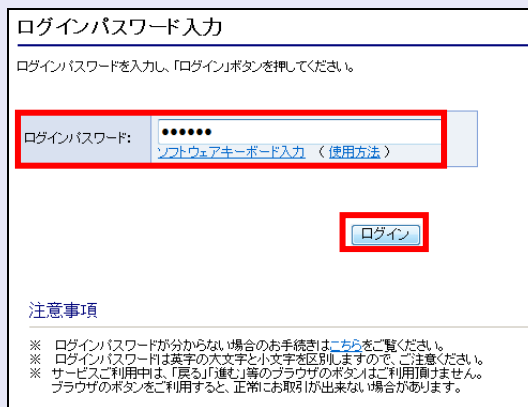 ログインパスワード入力
ログインパスワードを入力し、「ログイン」ボタンを押してください。
ログインパスワード: ●●●●●●
ソフトウェアキーボード入力 ( 使用方法 )
ログイン
注意事項
※ ログインパスワードが分からない場合のお手続きはこちらをご覧ください。
※ ログインパスワードは英字の大文字と小文字を区別しますので、ご注意ください。
※ サービスご利用中は、「戻る」「進む」等のブラウザのボタンはご利用頂けません。
ブラウザのボタンをご利用すると、正常にお取引が出来ない場合があります。